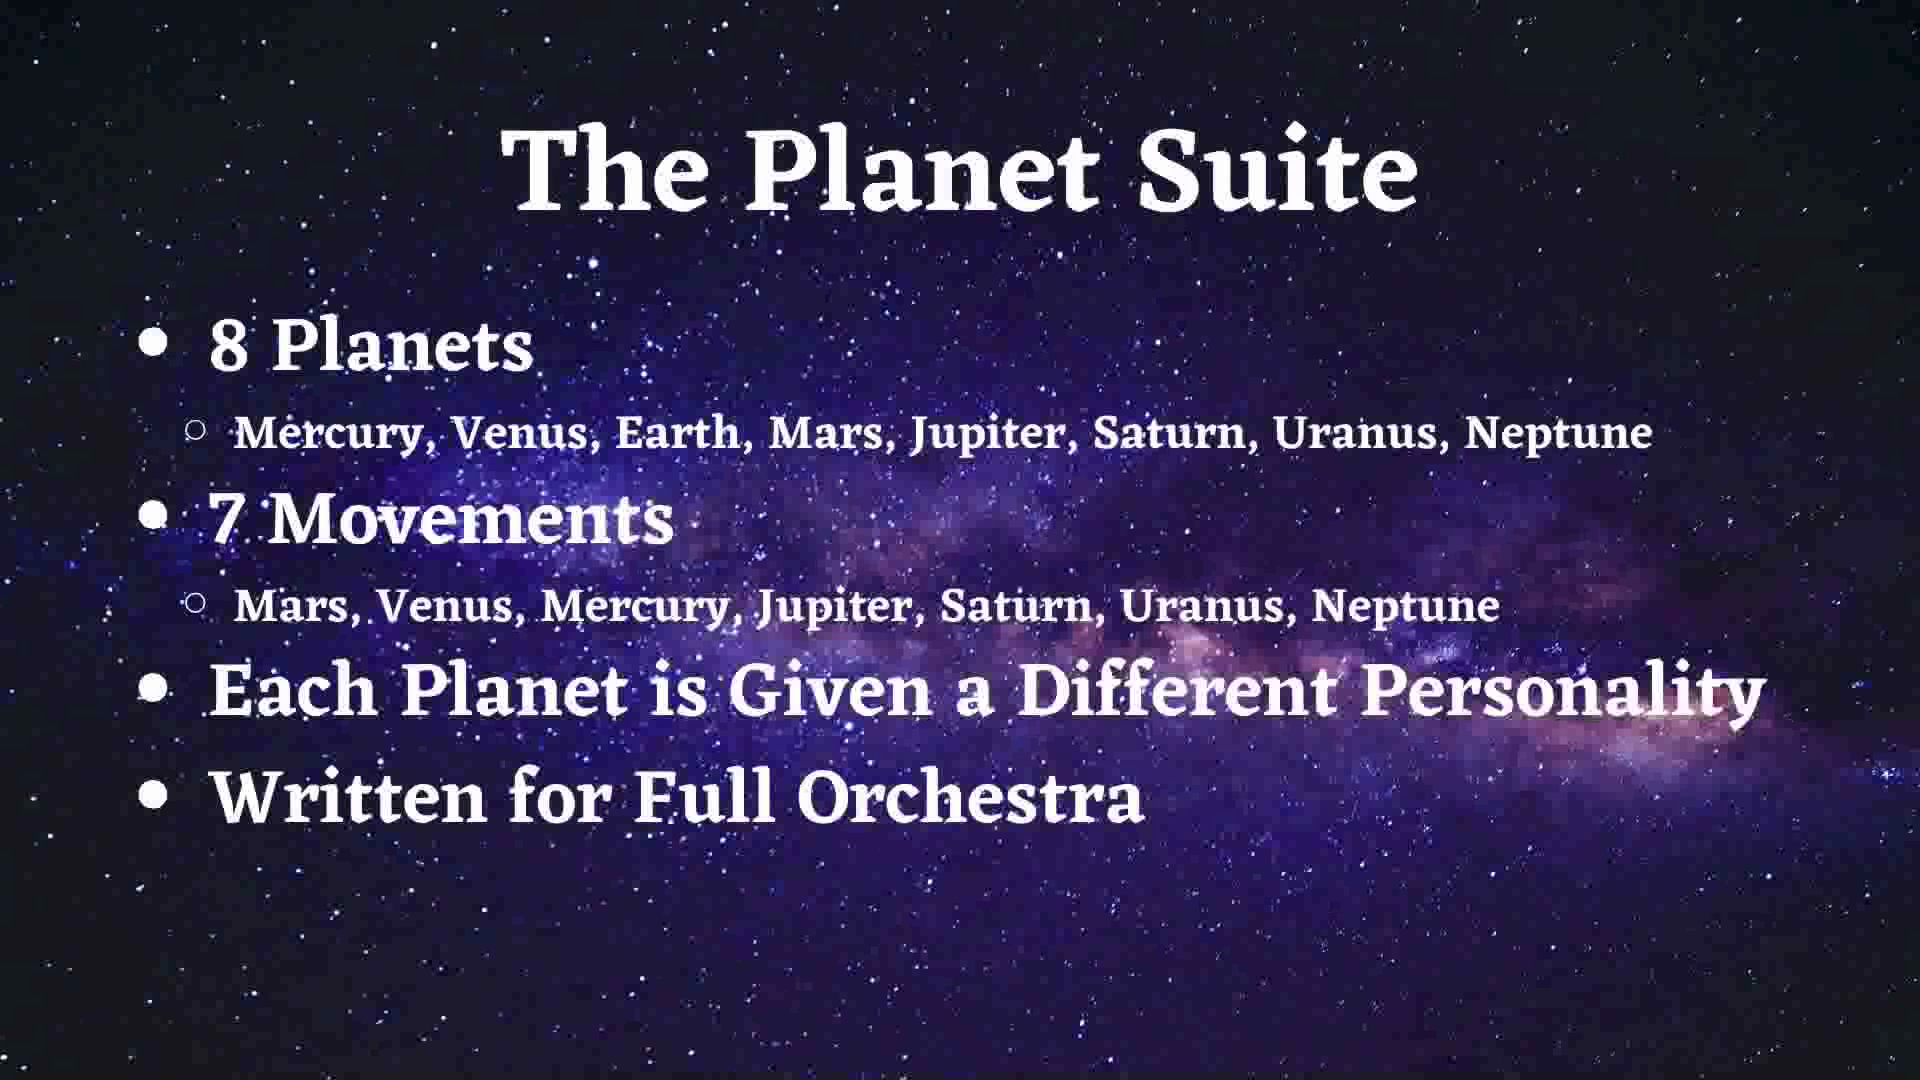 The Planet Suite
8 Planets
Mercury, Venus, Earth, Mars, Jupiter, Saturn, Uranus, Neptune
7 Movements
Mars, Venus, Mercury, Jupiter, Saturn, Uranus, Neptune
Each Planet is Given a Different Personality
Written for Full Orchestra